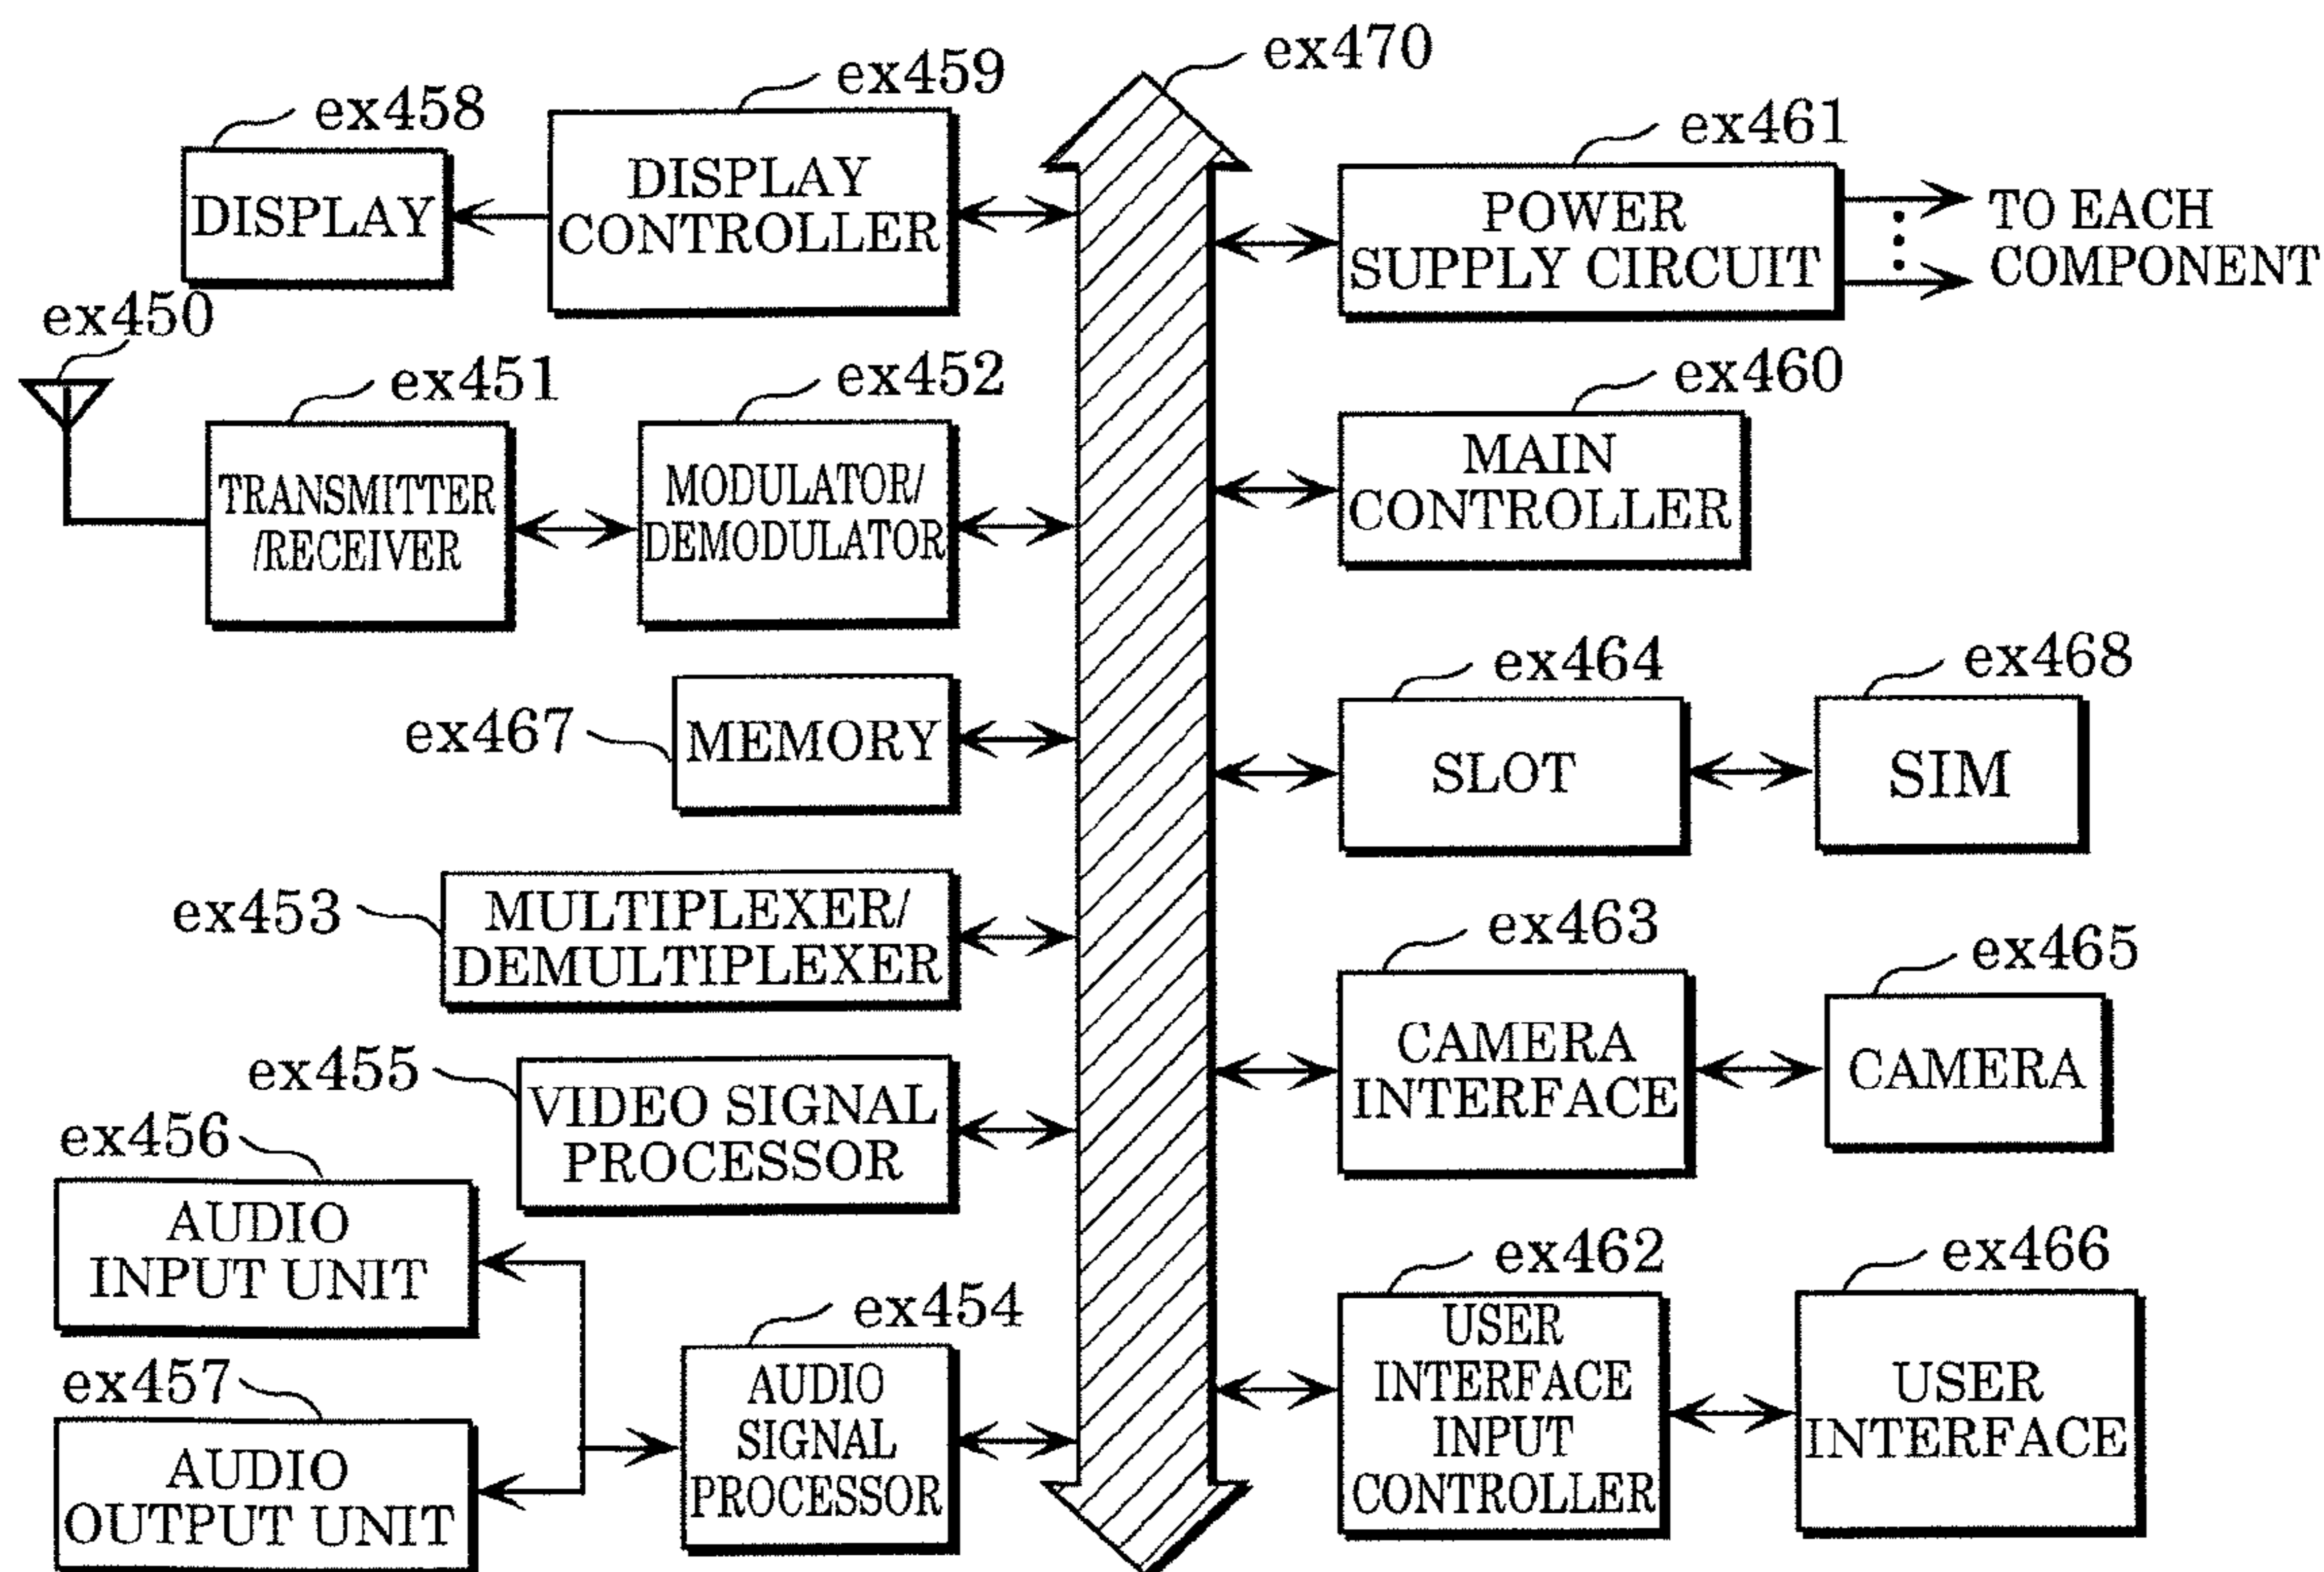 ex470
ex459
ex458
DISPLAY
CONTROLLER
DISPLAY
ex461
POWER
SUPPLY CIRCUIT
TO EACH
COMPONENT
ex450
ex451
ex452
TRANSMITTER
/RECEIVER
MODULATOR/
DEMODULATOR
ex460
MAIN
CONTROLLER
ex467
MEMORY
ex464
SLOT
ex468
SIM
ex453
MULTIPLEXER/
DEMULTIPLEXER
ex463
CAMERA
INTERFACE
ex465
CAMERA
ex455
VIDEO SIGNAL
PROCESSOR
ex456
AUDIO
INPUT UNIT
ex454
AUDIO
SIGNAL
PROCESSOR
ex457
AUDIO
OUTPUT UNIT
ex462
USER
INTERFACE
INPUT
CONTROLLER
ex466
USER
INTERFACE